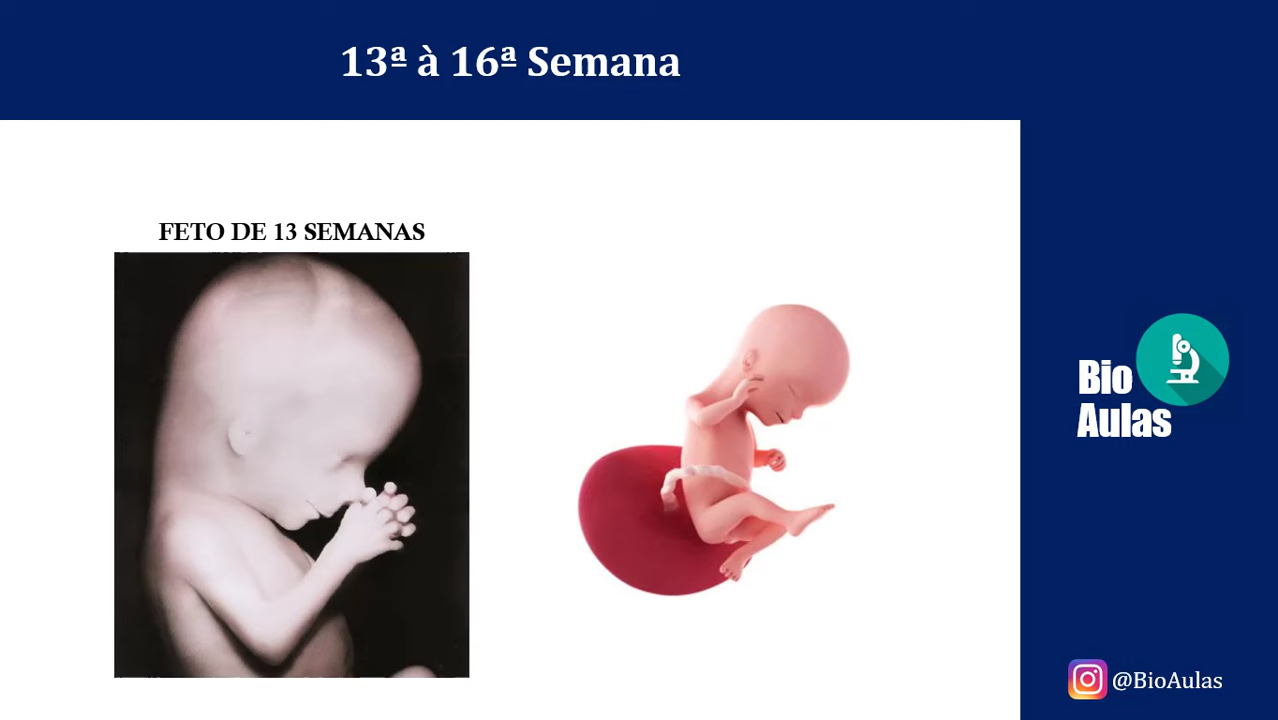 13ª à 16ª Semana
FETO DE 13 SEMANAS
Bio
Aulas
@BioAulas